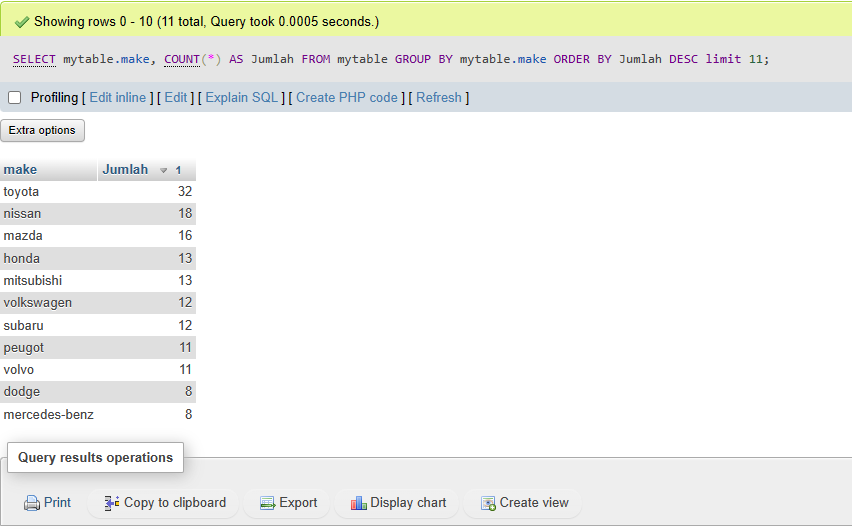 Showing rows 0 - 10 (11 total, Query took 0.0005 seconds.)
SELECT mytable.make, COUNT(*) AS Jumlah FROM mytable GROUP BY mytable.make ORDER BY Jumlah DESC limit 11;
Profiling [ Edit inline ] [ Edit ] [ Explain SQL ] [ Create PHP code ] [ Refresh ]
Extra options
make Jumlah 1
toyota 32
nissan 18
mazda 16
honda 13
mitsubishi 13
volkswagen 12
subaru 12
peugot 11
volvo 11
dodge 8
mercedes-benz 8
Query results operations
Print Copy to clipboard Export Display chart Create view